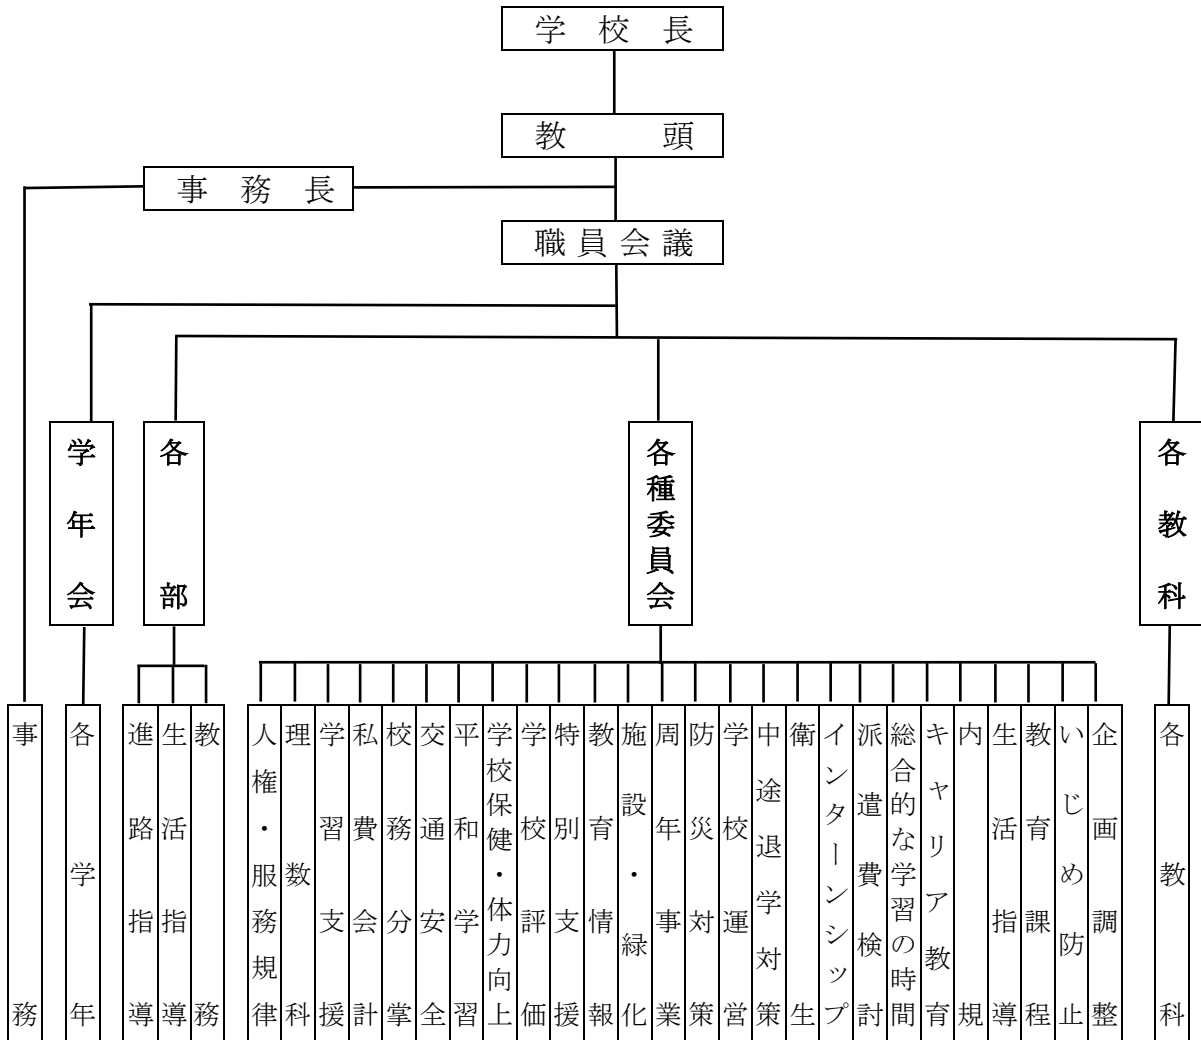 学校長
教頭
事務長
職員会議
学年会
各部
各種委員会
各教科
事務
各学年
進路指導
生活指導
教務
人権・服務規律
理数科
学習支援
私費会計
校務分掌
交通安全
平和学習
学校保健・体力向上
学校評価
特別支援
教育情報
施設・緑化
周年事業
防災対策
学校運営
中途退学対策
衛生
インターンシップ
派遣費検討
総合的な学習の時間
キャリア教育
内規
生活指導
教育課程
いじめ防止
企画調整
各教科